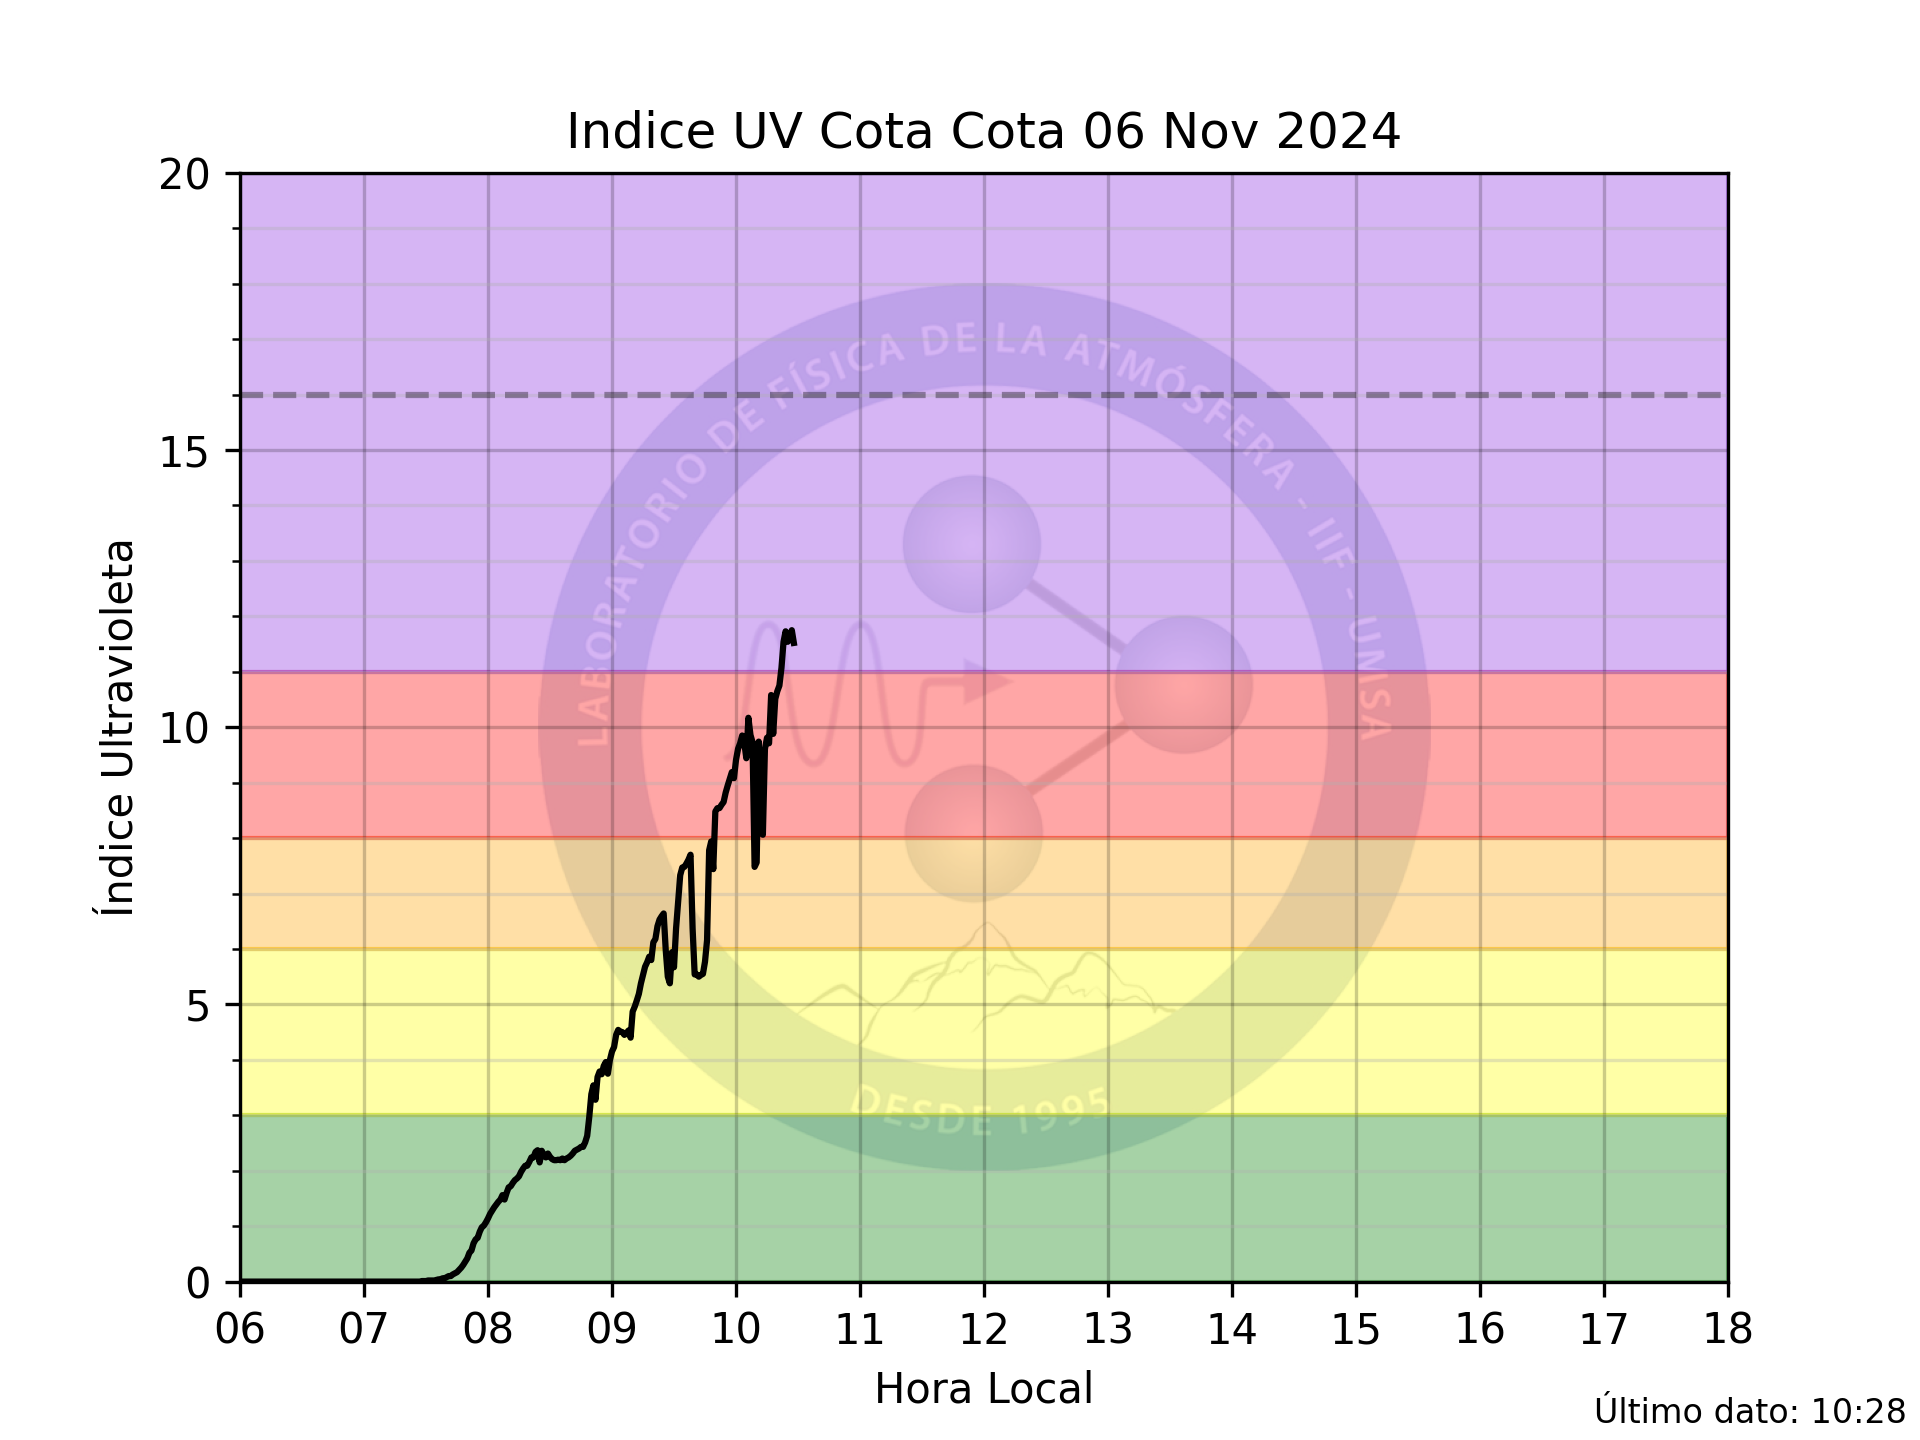 Indice UV Cota Cota 06 Nov 2024
20
15
10
5
0
Índice Ultravioleta
LABORATORIO DE FÍSICA DE LA ATMÓSFERA - IIF - UMSA
DESDE 1995
06 07 08 09 10 11 12 13 14 15 16 17 18
Hora Local
Último dato: 10:28